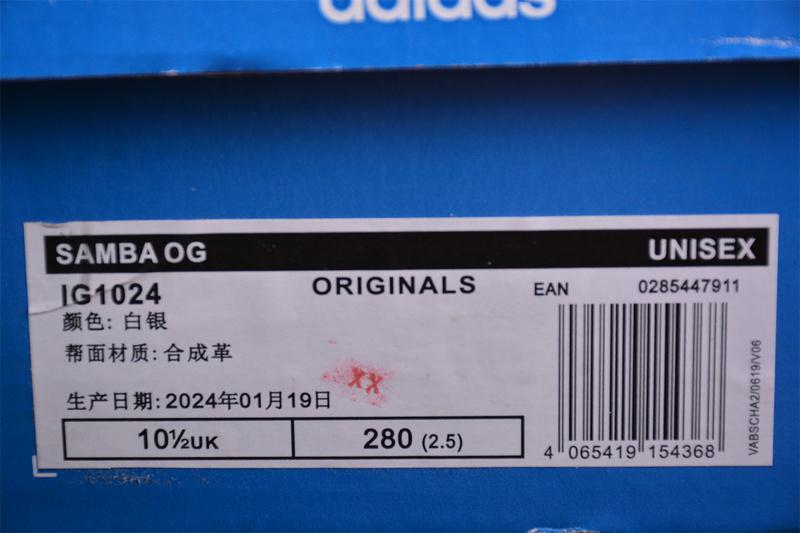 adidas
SAMBA OG UNISEX
IG1024 ORIGINALS EAN 0285447911
颜色: 白银
帮面材质: 合成革
XX
生产日期: 2024年01月19日
10½UK 280 (2.5)
4 065419 154368
VABSCHA2/0619/V06